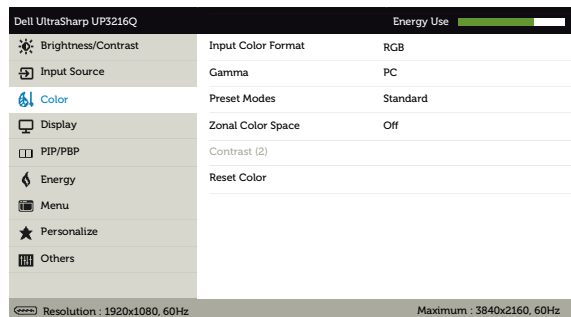 Dell UltraSharp UP3216Q Energy Use
Brightness/Contrast Input Color Format RGB
Input Source Gamma PC
Color Preset Modes Standard
Display Zonal Color Space Off
PIP/PBP Contrast (2)
Energy Reset Color
Menu
Personalize
Others
Resolution : 1920x1080, 60Hz Maximum : 3840x2160, 60Hz